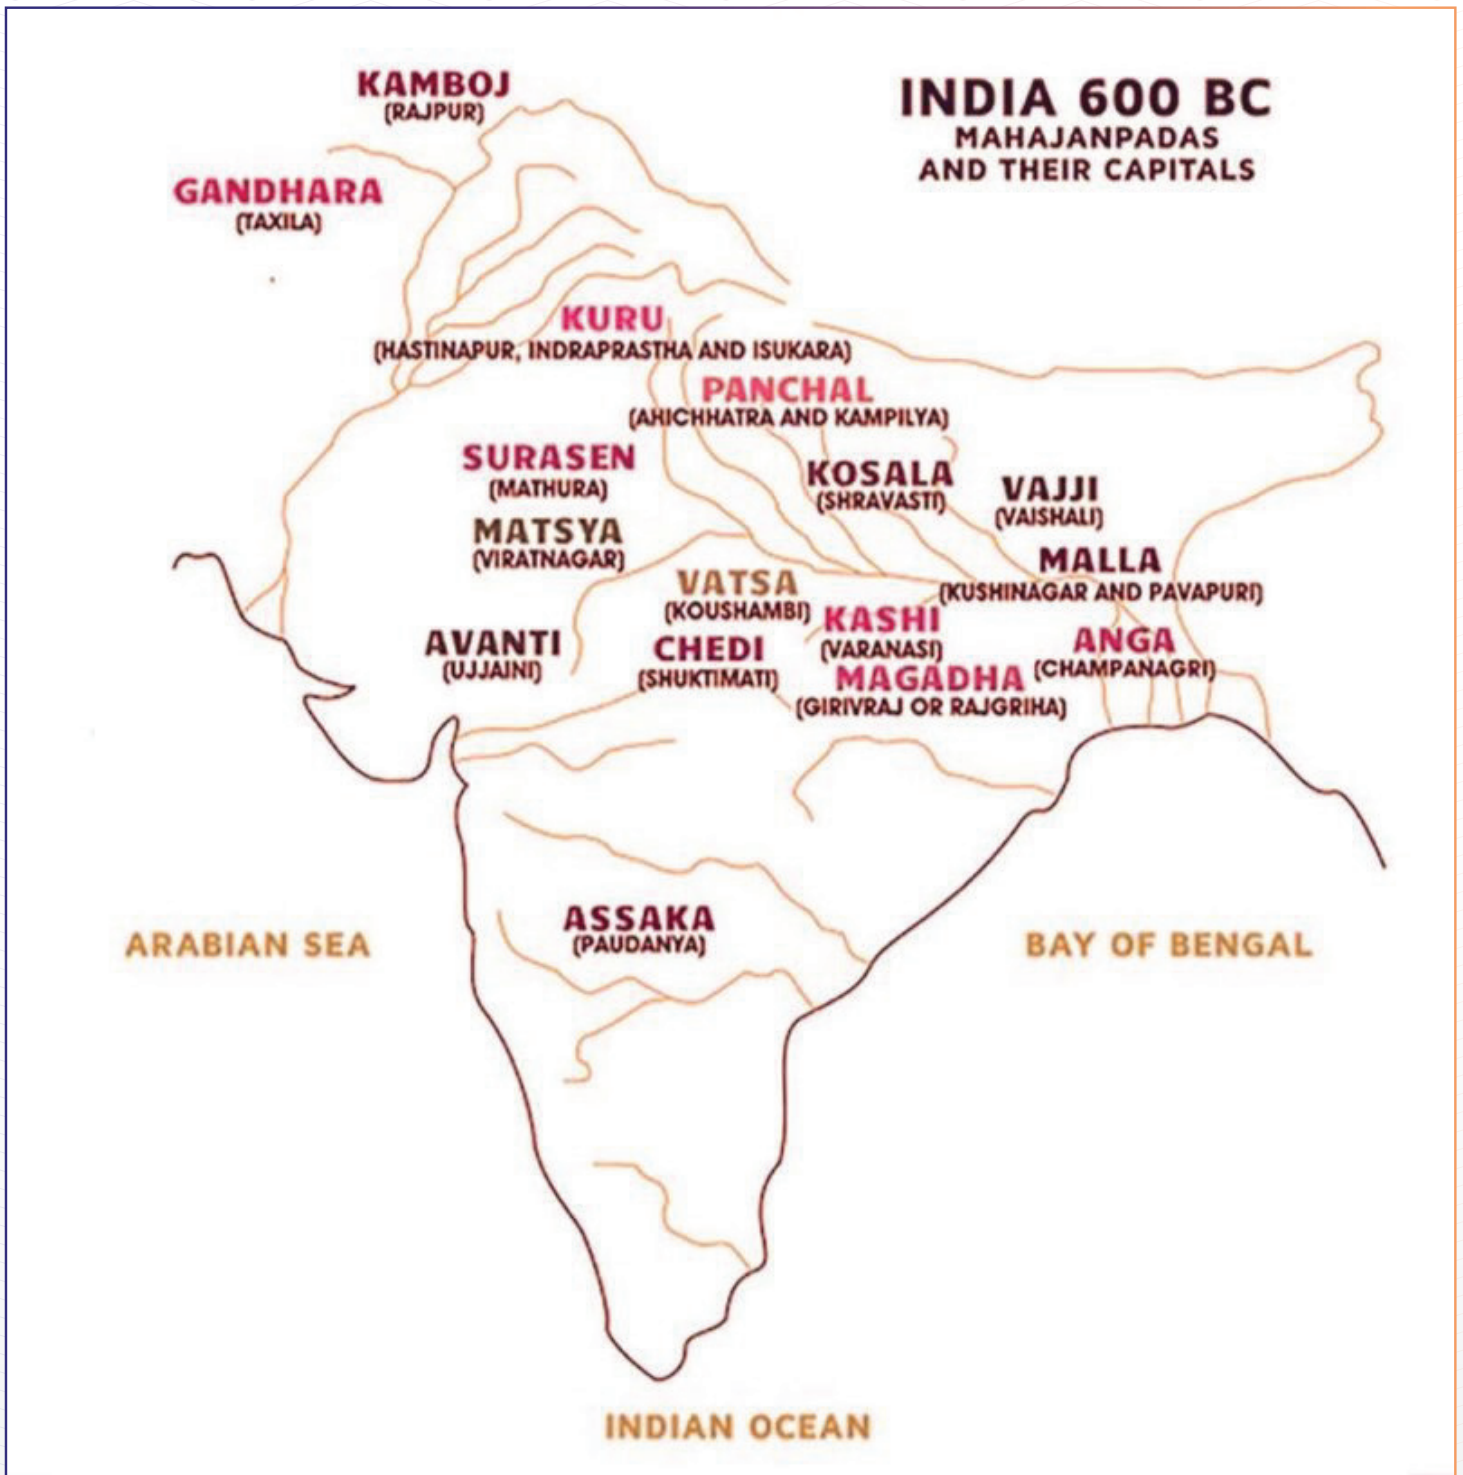 KAMBOJ
(RAJPUR)
INDIA 600 BC
MAHAJANPADAS
AND THEIR CAPITALS
GANDHARA
(TAXILA)
KURU
(HASTINAPUR, INDRAPRASTHA AND ISUKARA)
PANCHAL
(AHICHHATRA AND KAMPILYA)
SURASEN
(MATHURA)
KOSALA
(SHRAVASTI)
VAJJI
(VAISHALI)
MATSYA
(VIRATNAGAR)
MALLA
(KUSHINAGAR AND PAVAPURI)
VATSA
(KOUSHAMBI)
KASHI
(VARANASI)
ANGA
(CHAMPANAGRI)
AVANTI
(UJJAINI)
CHEDI
(SHUKTIMATI)
MAGADHA
(GIRIVRAJ OR RAJGRIHA)
ASSAKA
(PAUDANYA)
ARABIAN SEA
BAY OF BENGAL
INDIAN OCEAN